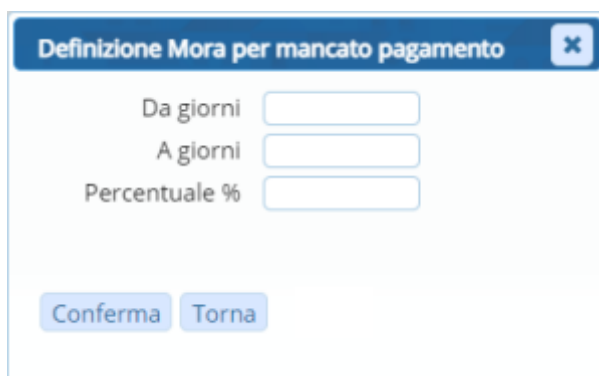 Definizione Mora per mancato pagamento
Da giorni
A giorni
Percentuale %
Conferma Torna